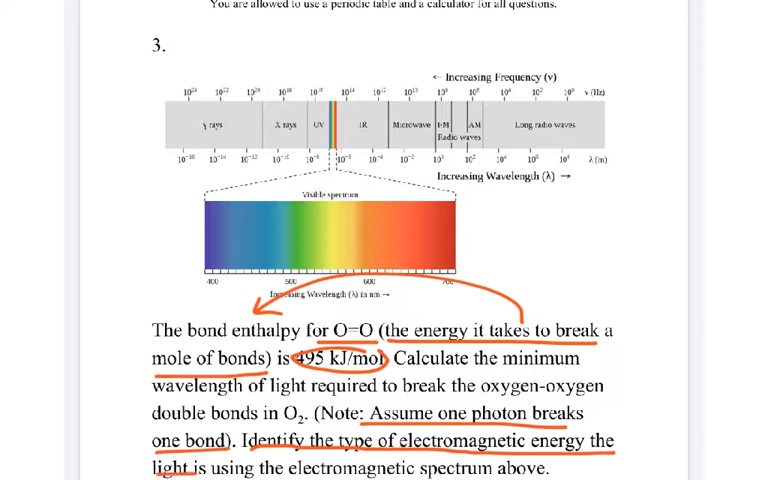 You are allowed to use a periodic table and a calculator for all questions.
3.
← Increasing Frequency (ν)
10²⁴ 10²² 10²⁰ 10¹⁸ 10¹⁶ 10¹⁴ 10¹² 10¹⁰ 10⁸ 10⁶ 10⁴ 10² 10⁰ ν (Hz)
γ rays X rays UV IR Microwave FM AM Long radio waves
Radio waves
10⁻¹⁶ 10⁻¹⁴ 10⁻¹² 10⁻¹⁰ 10⁻⁸ 10⁻⁶ 10⁻⁴ 10⁻² 10⁰ 10² 10⁴ 10⁶ 10⁸ λ (m)
Increasing Wavelength (λ) →
Visible spectrum
400 500 600 700
Increasing Wavelength (λ) in nm →
The bond enthalpy for O=O (the energy it takes to break a
mole of bonds) is 495 kJ/mol. Calculate the minimum
wavelength of light required to break the oxygen-oxygen
double bonds in O₂. (Note: Assume one photon breaks
one bond). Identify the type of electromagnetic energy the
light is using the electromagnetic spectrum above.